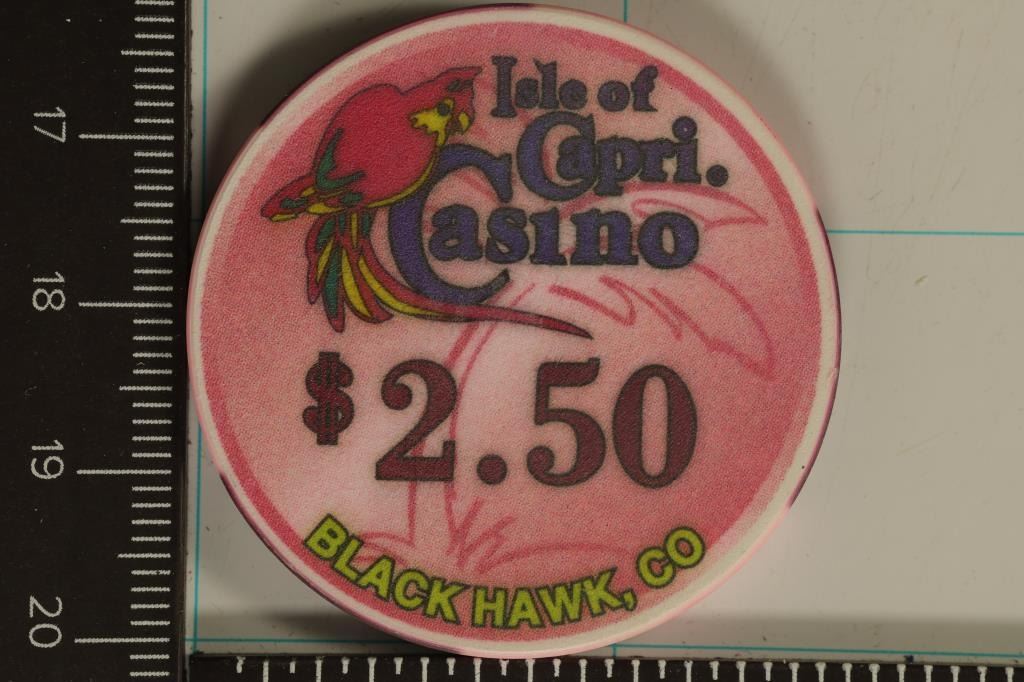 Isle of
Capri.
Casino
$2.50
BLACK HAWK, CO
17
18
19
20